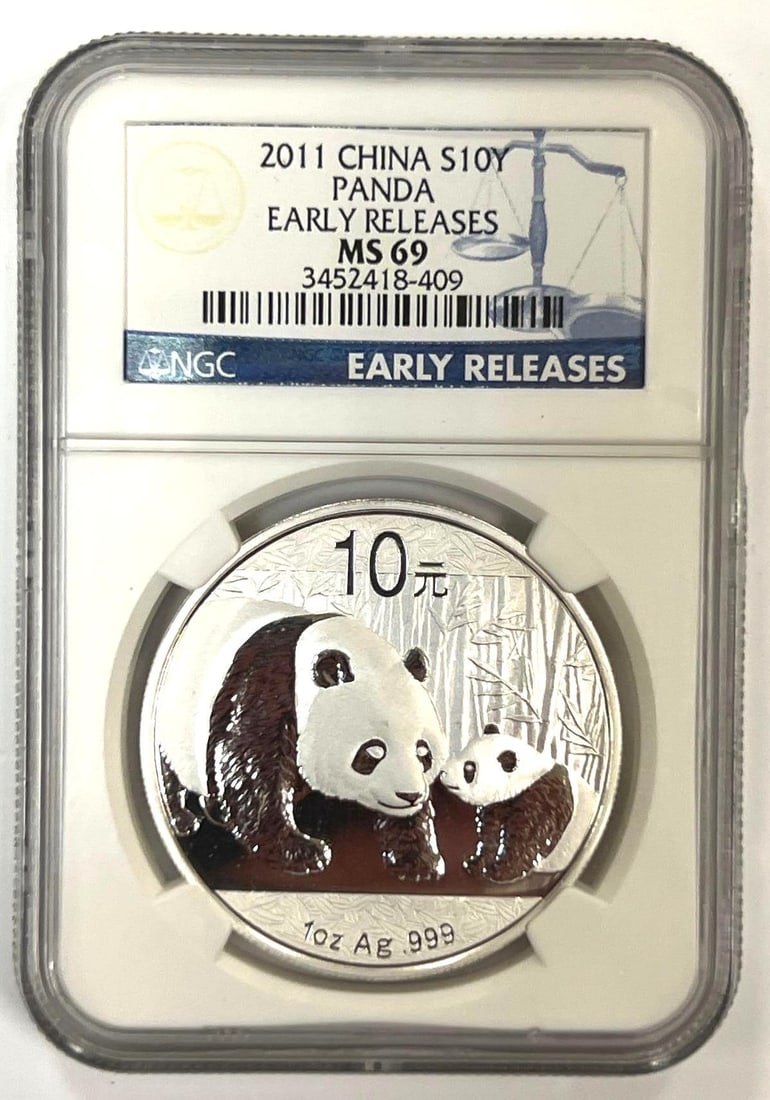 2011 CHINA S10Y
PANDA
EARLY RELEASES
MS 69
3452418-409
NGC EARLY RELEASES
10元
1oz Ag .999